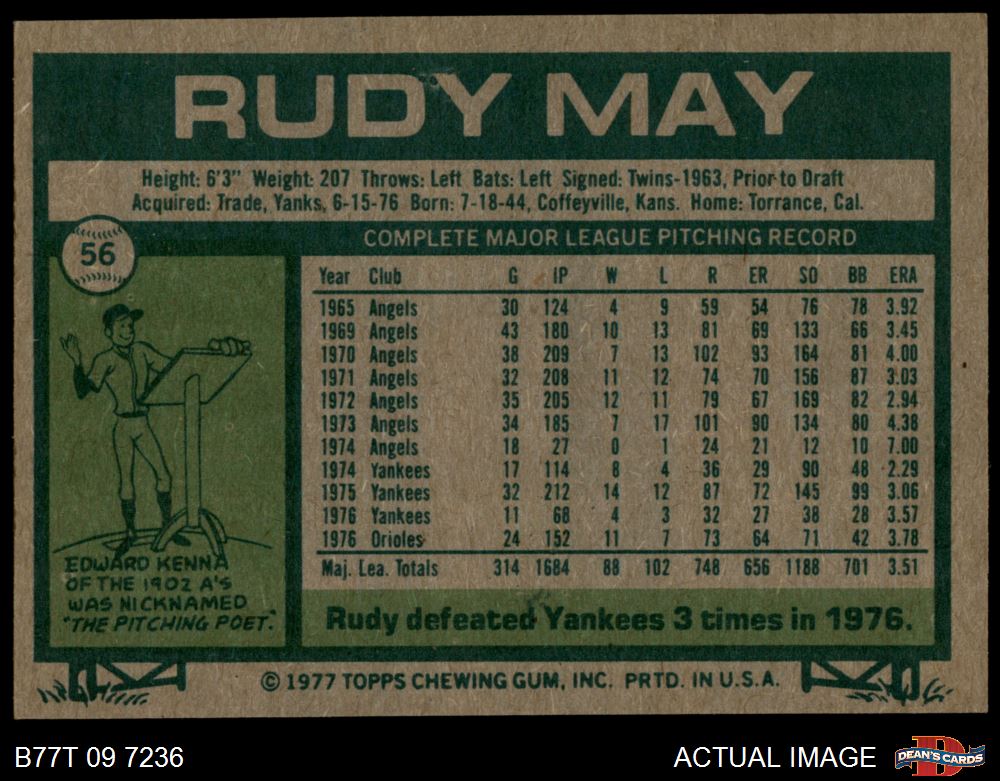 RUDY MAY
Height: 6'3" Weight: 207 Throws: Left Bats: Left Signed: Twins-1963, Prior to Draft
Acquired: Trade, Yanks, 6-15-76 Born: 7-18-44, Coffeyville, Kans. Home: Torrance, Cal.
56
COMPLETE MAJOR LEAGUE PITCHING RECORD
Year Club G IP W L R ER SO BB ERA
1965 Angels 30 124 4 9 59 54 76 78 3.92
1969 Angels 43 180 10 13 81 69 133 66 3.45
1970 Angels 38 209 7 13 102 93 164 81 4.00
1971 Angels 32 208 11 12 74 70 156 87 3.03
1972 Angels 35 205 12 11 79 67 169 82 2.94
1973 Angels 34 185 7 17 101 90 134 80 4.38
1974 Angels 18 27 0 1 24 21 12 10 7.00
1974 Yankees 17 114 8 4 36 29 90 48 2.29
1975 Yankees 32 212 14 12 87 72 145 99 3.06
1976 Yankees 11 68 4 3 32 27 38 28 3.57
1976 Orioles 24 152 11 7 73 64 71 42 3.78
Maj. Lea. Totals 314 1684 88 102 748 656 1188 701 3.51
EDWARD KENNA
OF THE 1902 A'S
WAS NICKNAMED
"THE PITCHING POET."
Rudy defeated Yankees 3 times in 1976.
© 1977 TOPPS CHEWING GUM, INC. PRTD. IN U.S.A.
B77T 09 7236
ACTUAL IMAGE
DEAN'S CARDS